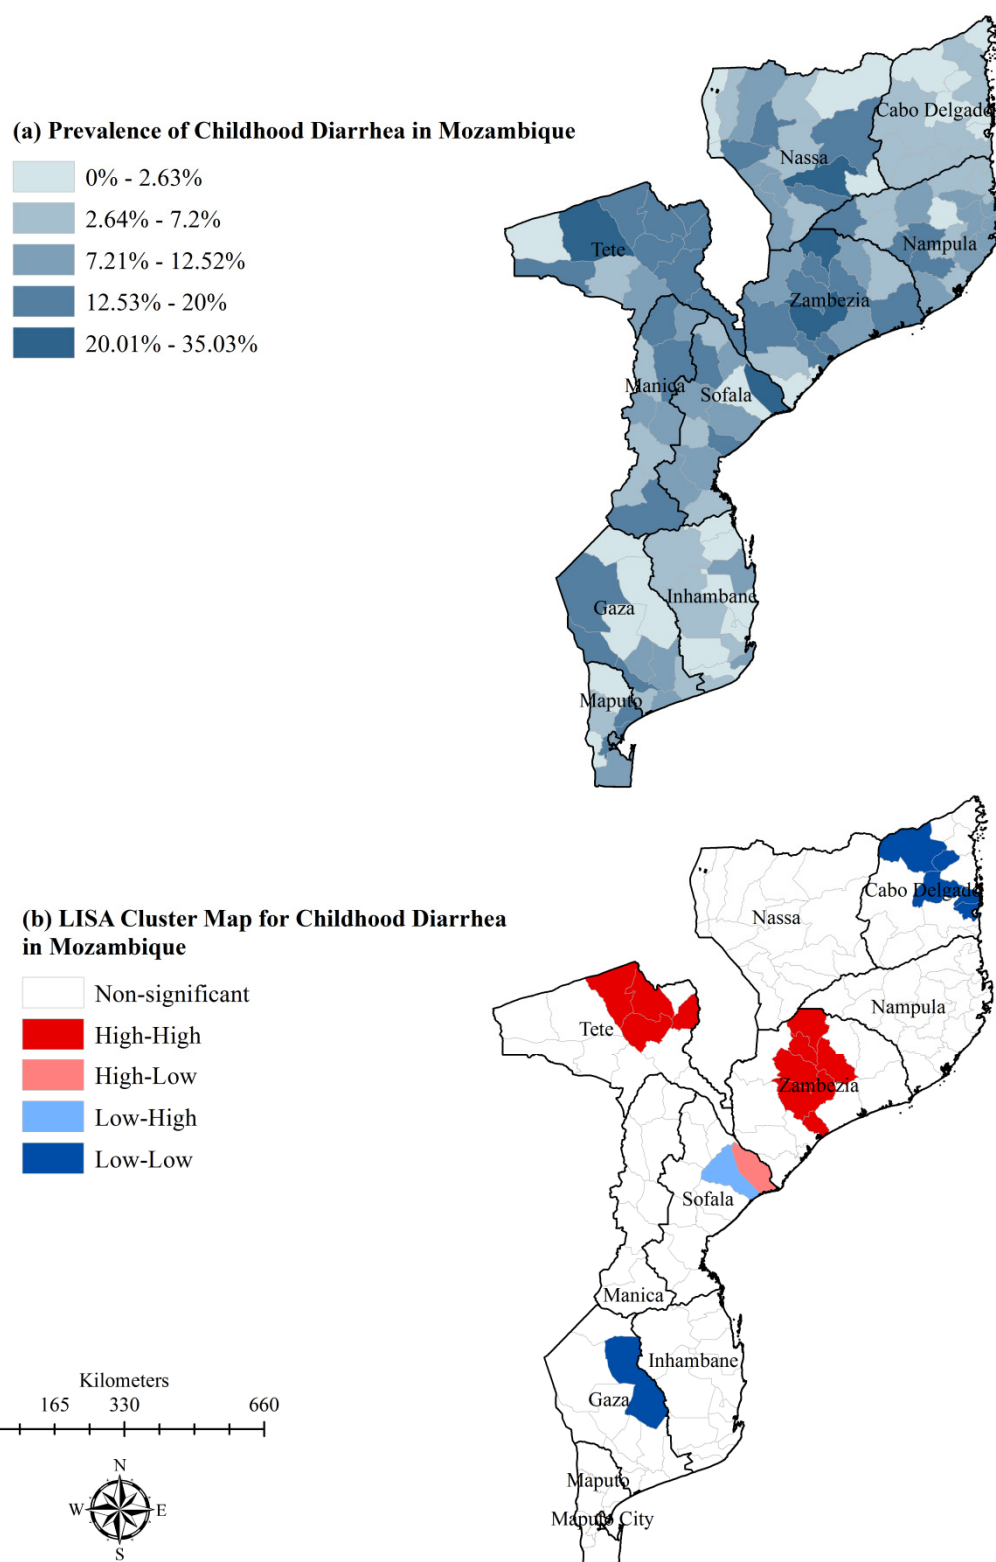 (a) Prevalence of Childhood Diarrhea in Mozambique
0% - 2.63%
2.64% - 7.2%
7.21% - 12.52%
12.53% - 20%
20.01% - 35.03%
Cabo Delgado
Nassa
Nampula
Tete
Zambezia
Manica
Sofala
Inhambane
Gaza
Maputo
(b) LISA Cluster Map for Childhood Diarrhea
in Mozambique
Non-significant
High-High
High-Low
Low-High
Low-Low
Cabo Delgado
Nassa
Nampula
Tete
Zambezia
Sofala
Manica
Inhambane
Gaza
Maputo
Maputo City
Kilometers
165 330 660
N
W E
S